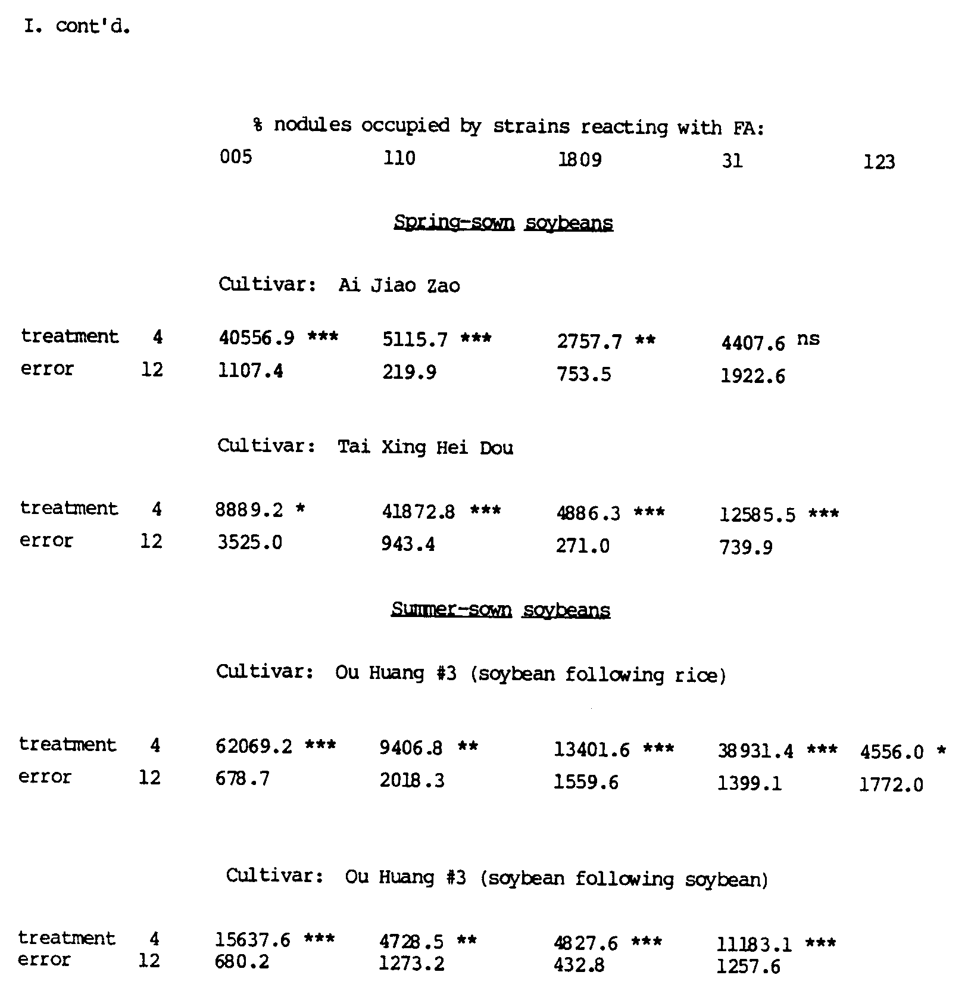 I. cont'd.
% nodules occupied by strains reacting with FA:
005 110 1809 31 123
Spring-sown soybeans
Cultivar: Ai Jiao Zao
treatment 4 40556.9 *** 5115.7 *** 2757.7 ** 4407.6 ns
error 12 1107.4 219.9 753.5 1922.6
Cultivar: Tai Xing Hei Dou
treatment 4 8889.2 * 41872.8 *** 4886.3 *** 12585.5 ***
error 12 3525.0 943.4 271.0 739.9
Summer-sown soybeans
Cultivar: Ou Huang #3 (soybean following rice)
treatment 4 62069.2 *** 9406.8 ** 13401.6 *** 38931.4 *** 4556.0 *
error 12 678.7 2018.3 1559.6 1399.1 1772.0
Cultivar: Ou Huang #3 (soybean following soybean)
treatment 4 15637.6 *** 4728.5 ** 4827.6 *** 11183.1 ***
error 12 680.2 1273.2 432.8 1257.6